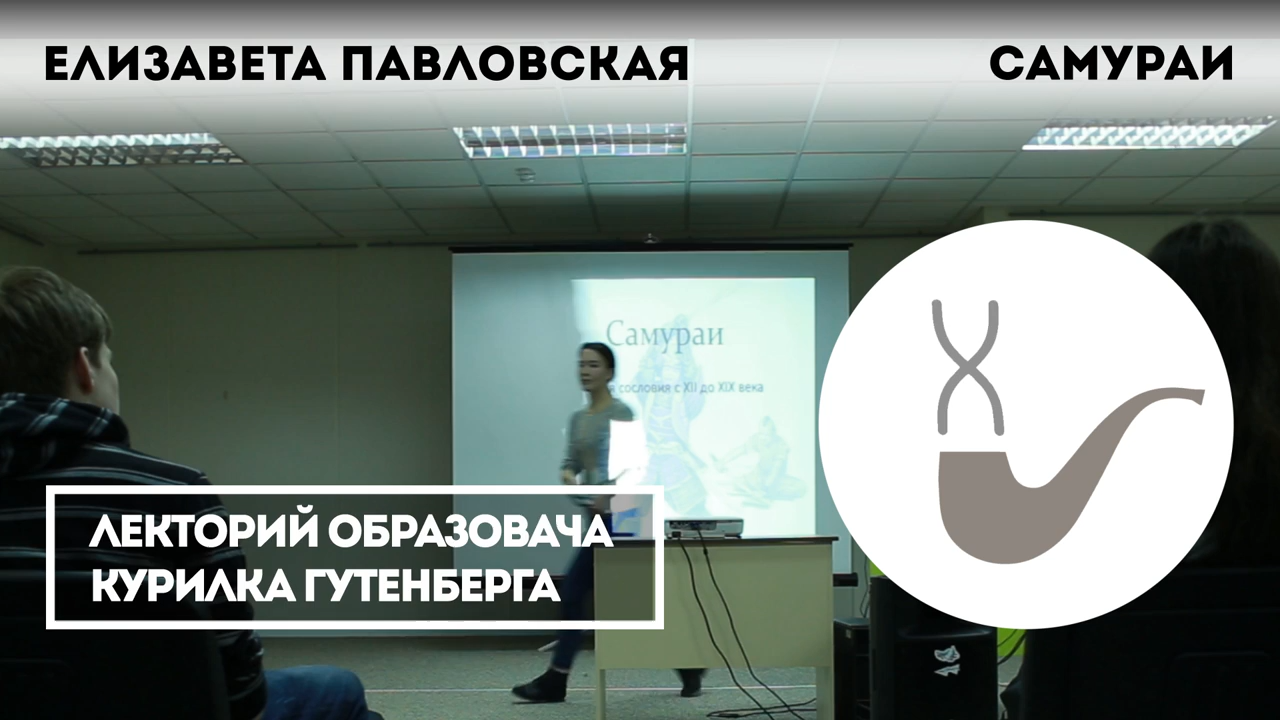 ЕЛИЗАВЕТА ПАВЛОВСКАЯ
САМУРАИ
Самураи
сословия с XII до XIX века
ЛЕКТОРИЙ ОБРАЗОВАЧА
КУРИЛКА ГУТЕНБЕРГА